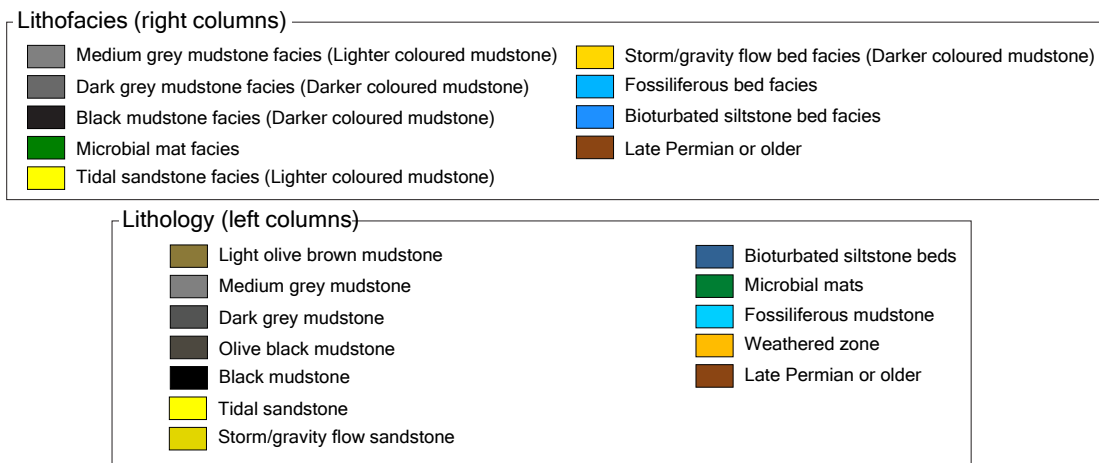 Lithofacies (right columns)
Medium grey mudstone facies (Lighter coloured mudstone)
Dark grey mudstone facies (Darker coloured mudstone)
Black mudstone facies (Darker coloured mudstone)
Microbial mat facies
Tidal sandstone facies (Lighter coloured mudstone)
Storm/gravity flow bed facies (Darker coloured mudstone)
Fossiliferous bed facies
Bioturbated siltstone bed facies
Late Permian or older
Lithology (left columns)
Light olive brown mudstone
Medium grey mudstone
Dark grey mudstone
Olive black mudstone
Black mudstone
Tidal sandstone
Storm/gravity flow sandstone
Bioturbated siltstone beds
Microbial mats
Fossiliferous mudstone
Weathered zone
Late Permian or older